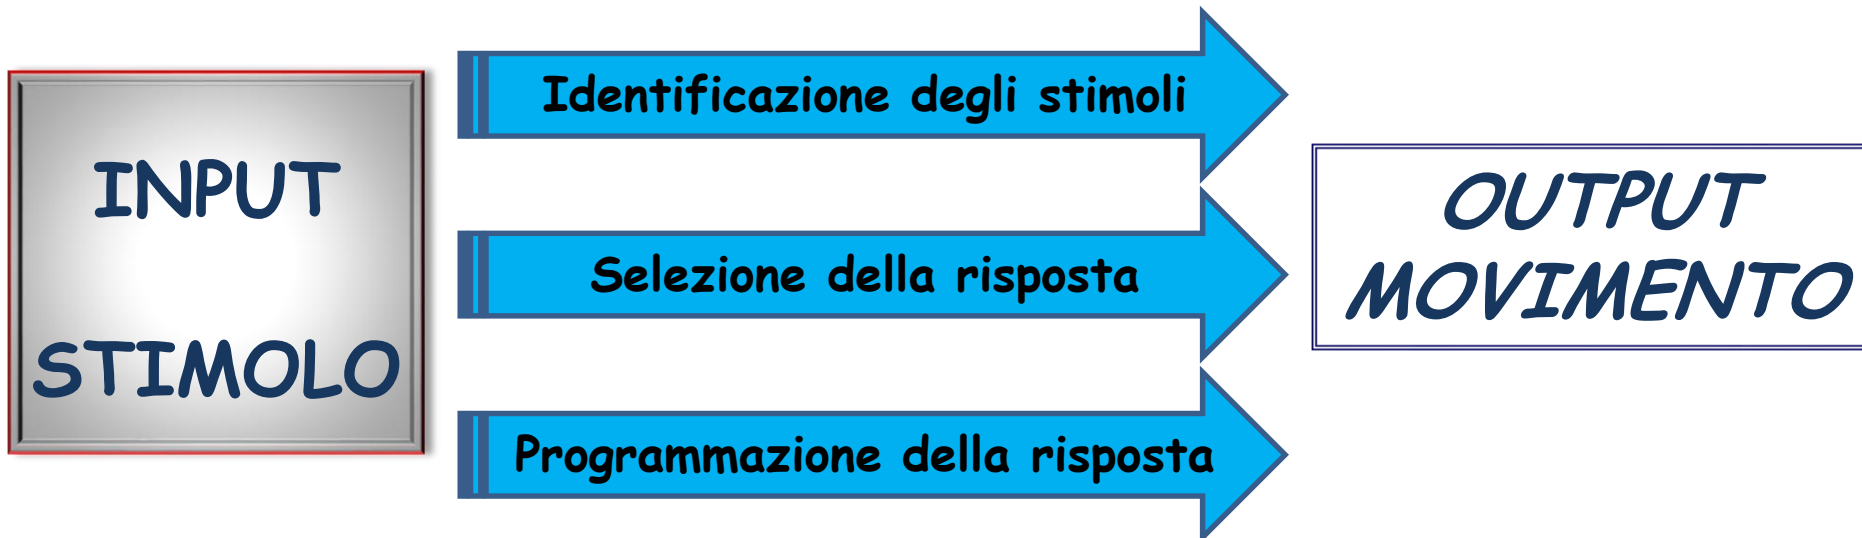 INPUT
STIMOLO
Identificazione degli stimoli
Selezione della risposta
Programmazione della risposta
OUTPUT
MOVIMENTO